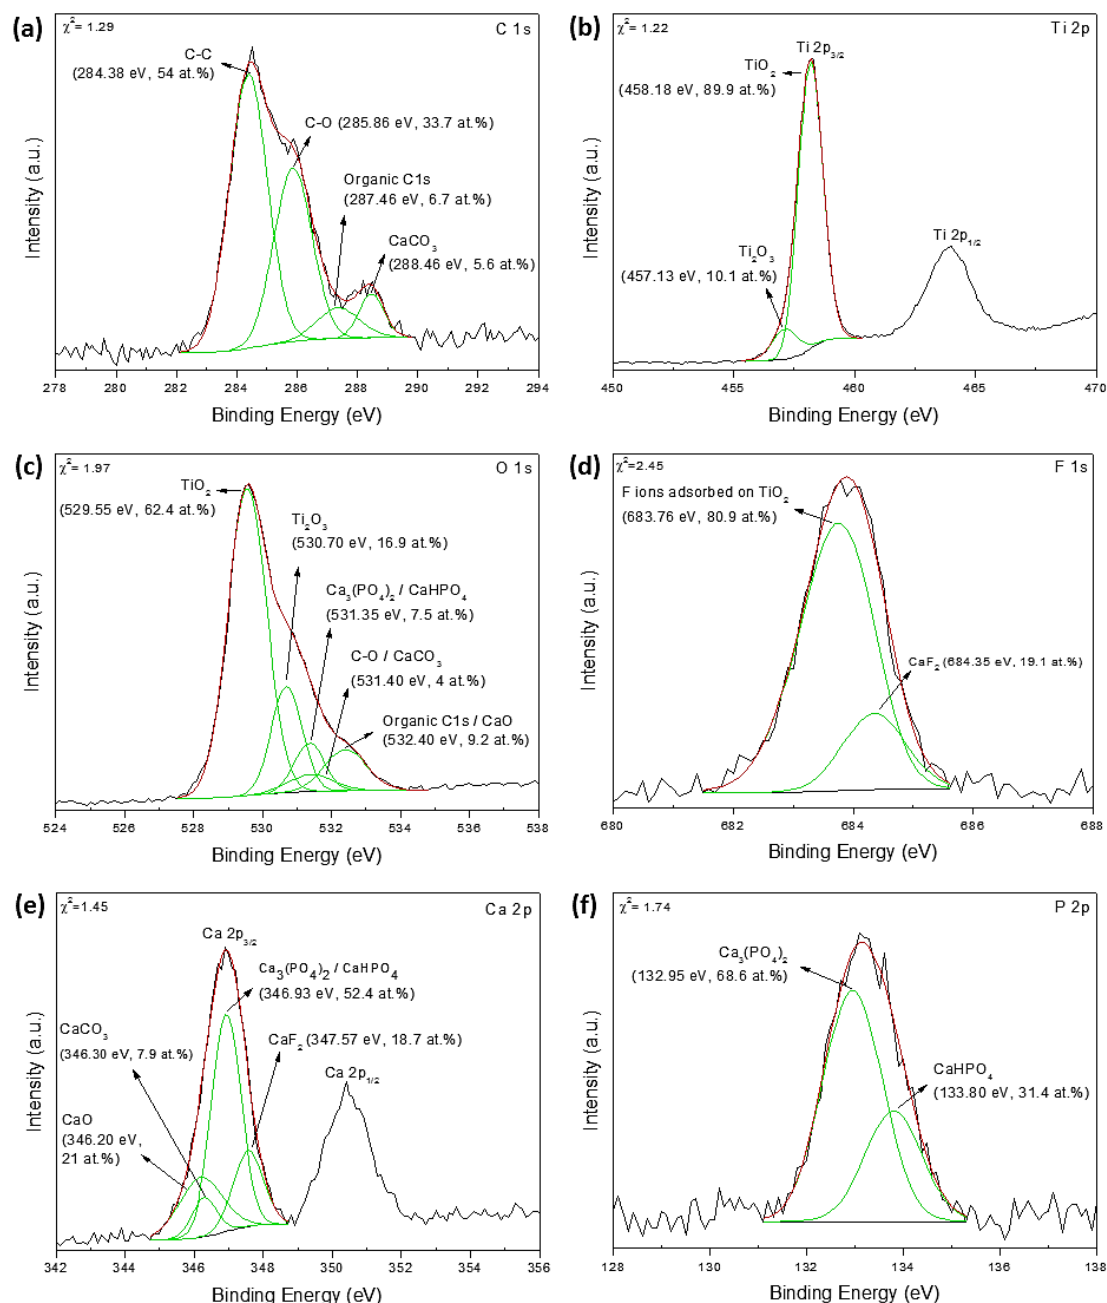 (a)
χ²= 1.29
C 1s
C-C
(284.38 eV, 54 at.%)
C-O (285.86 eV, 33.7 at.%)
Organic C1s
(287.46 eV, 6.7 at.%)
CaCO₃
(288.46 eV, 5.6 at.%)
Intensity (a.u.)
278 280 282 284 286 288 290 292 294
Binding Energy (eV)
(b)
χ²= 1.22
Ti 2p
Ti 2p₃/₂
TiO₂
(458.18 eV, 89.9 at.%)
Ti₂O₃
(457.13 eV, 10.1 at.%)
Ti 2p₁/₂
Intensity (a.u.)
450 455 460 465 470
Binding Energy (eV)
(c)
χ²= 1.97
O 1s
TiO₂
(529.55 eV, 62.4 at.%)
Ti₂O₃
(530.70 eV, 16.9 at.%)
Ca₃(PO₄)₂ / CaHPO₄
(531.35 eV, 7.5 at.%)
C-O / CaCO₃
(531.40 eV, 4 at.%)
Organic C1s / CaO
(532.40 eV, 9.2 at.%)
Intensity (a.u.)
524 526 528 530 532 534 536 538
Binding Energy (eV)
(d)
χ²=2.45
F 1s
F ions adsorbed on TiO₂
(683.76 eV, 80.9 at.%)
CaF₂ (684.35 eV, 19.1 at.%)
Intensity (a.u.)
680 682 684 686 688
Binding Energy (eV)
(e)
χ²=1.45
Ca 2p
Ca 2p₃/₂
Ca₃(PO₄)₂ / CaHPO₄
(346.93 eV, 52.4 at.%)
CaCO₃
(346.30 eV, 7.9 at.%)
CaF₂ (347.57 eV, 18.7 at.%)
Ca 2p₁/₂
CaO
(346.20 eV,
21 at.%)
Intensity (a.u.)
342 344 346 348 350 352 354 356
Binding Energy (eV)
(f)
χ²= 1.74
P 2p
Ca₃(PO₄)₂
(132.95 eV, 68.6 at.%)
CaHPO₄
(133.80 eV, 31.4 at.%)
Intensity (a.u.)
128 130 132 134 136 138
Binding Energy (eV)